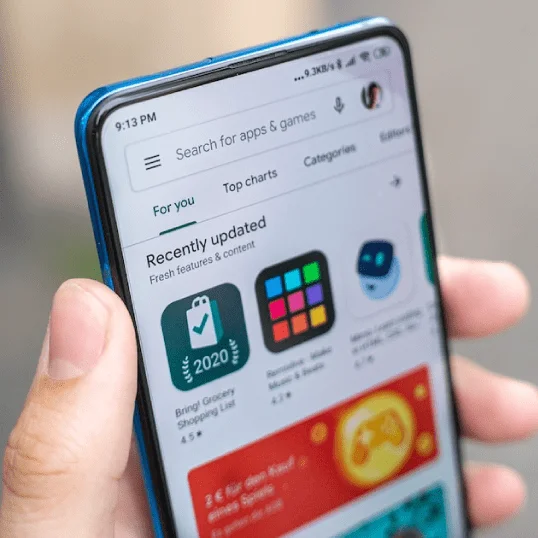 9:13 PM
...9.3KB/s
Search for apps & games
For you
Top charts
Categories
Editors
Recently updated
Fresh features & content
2020
Bring! Grocery
Shopping List
4.5★
Remixlive - Make
Music & Beats
4.2★
2 € für den Kauf
eines Spiels